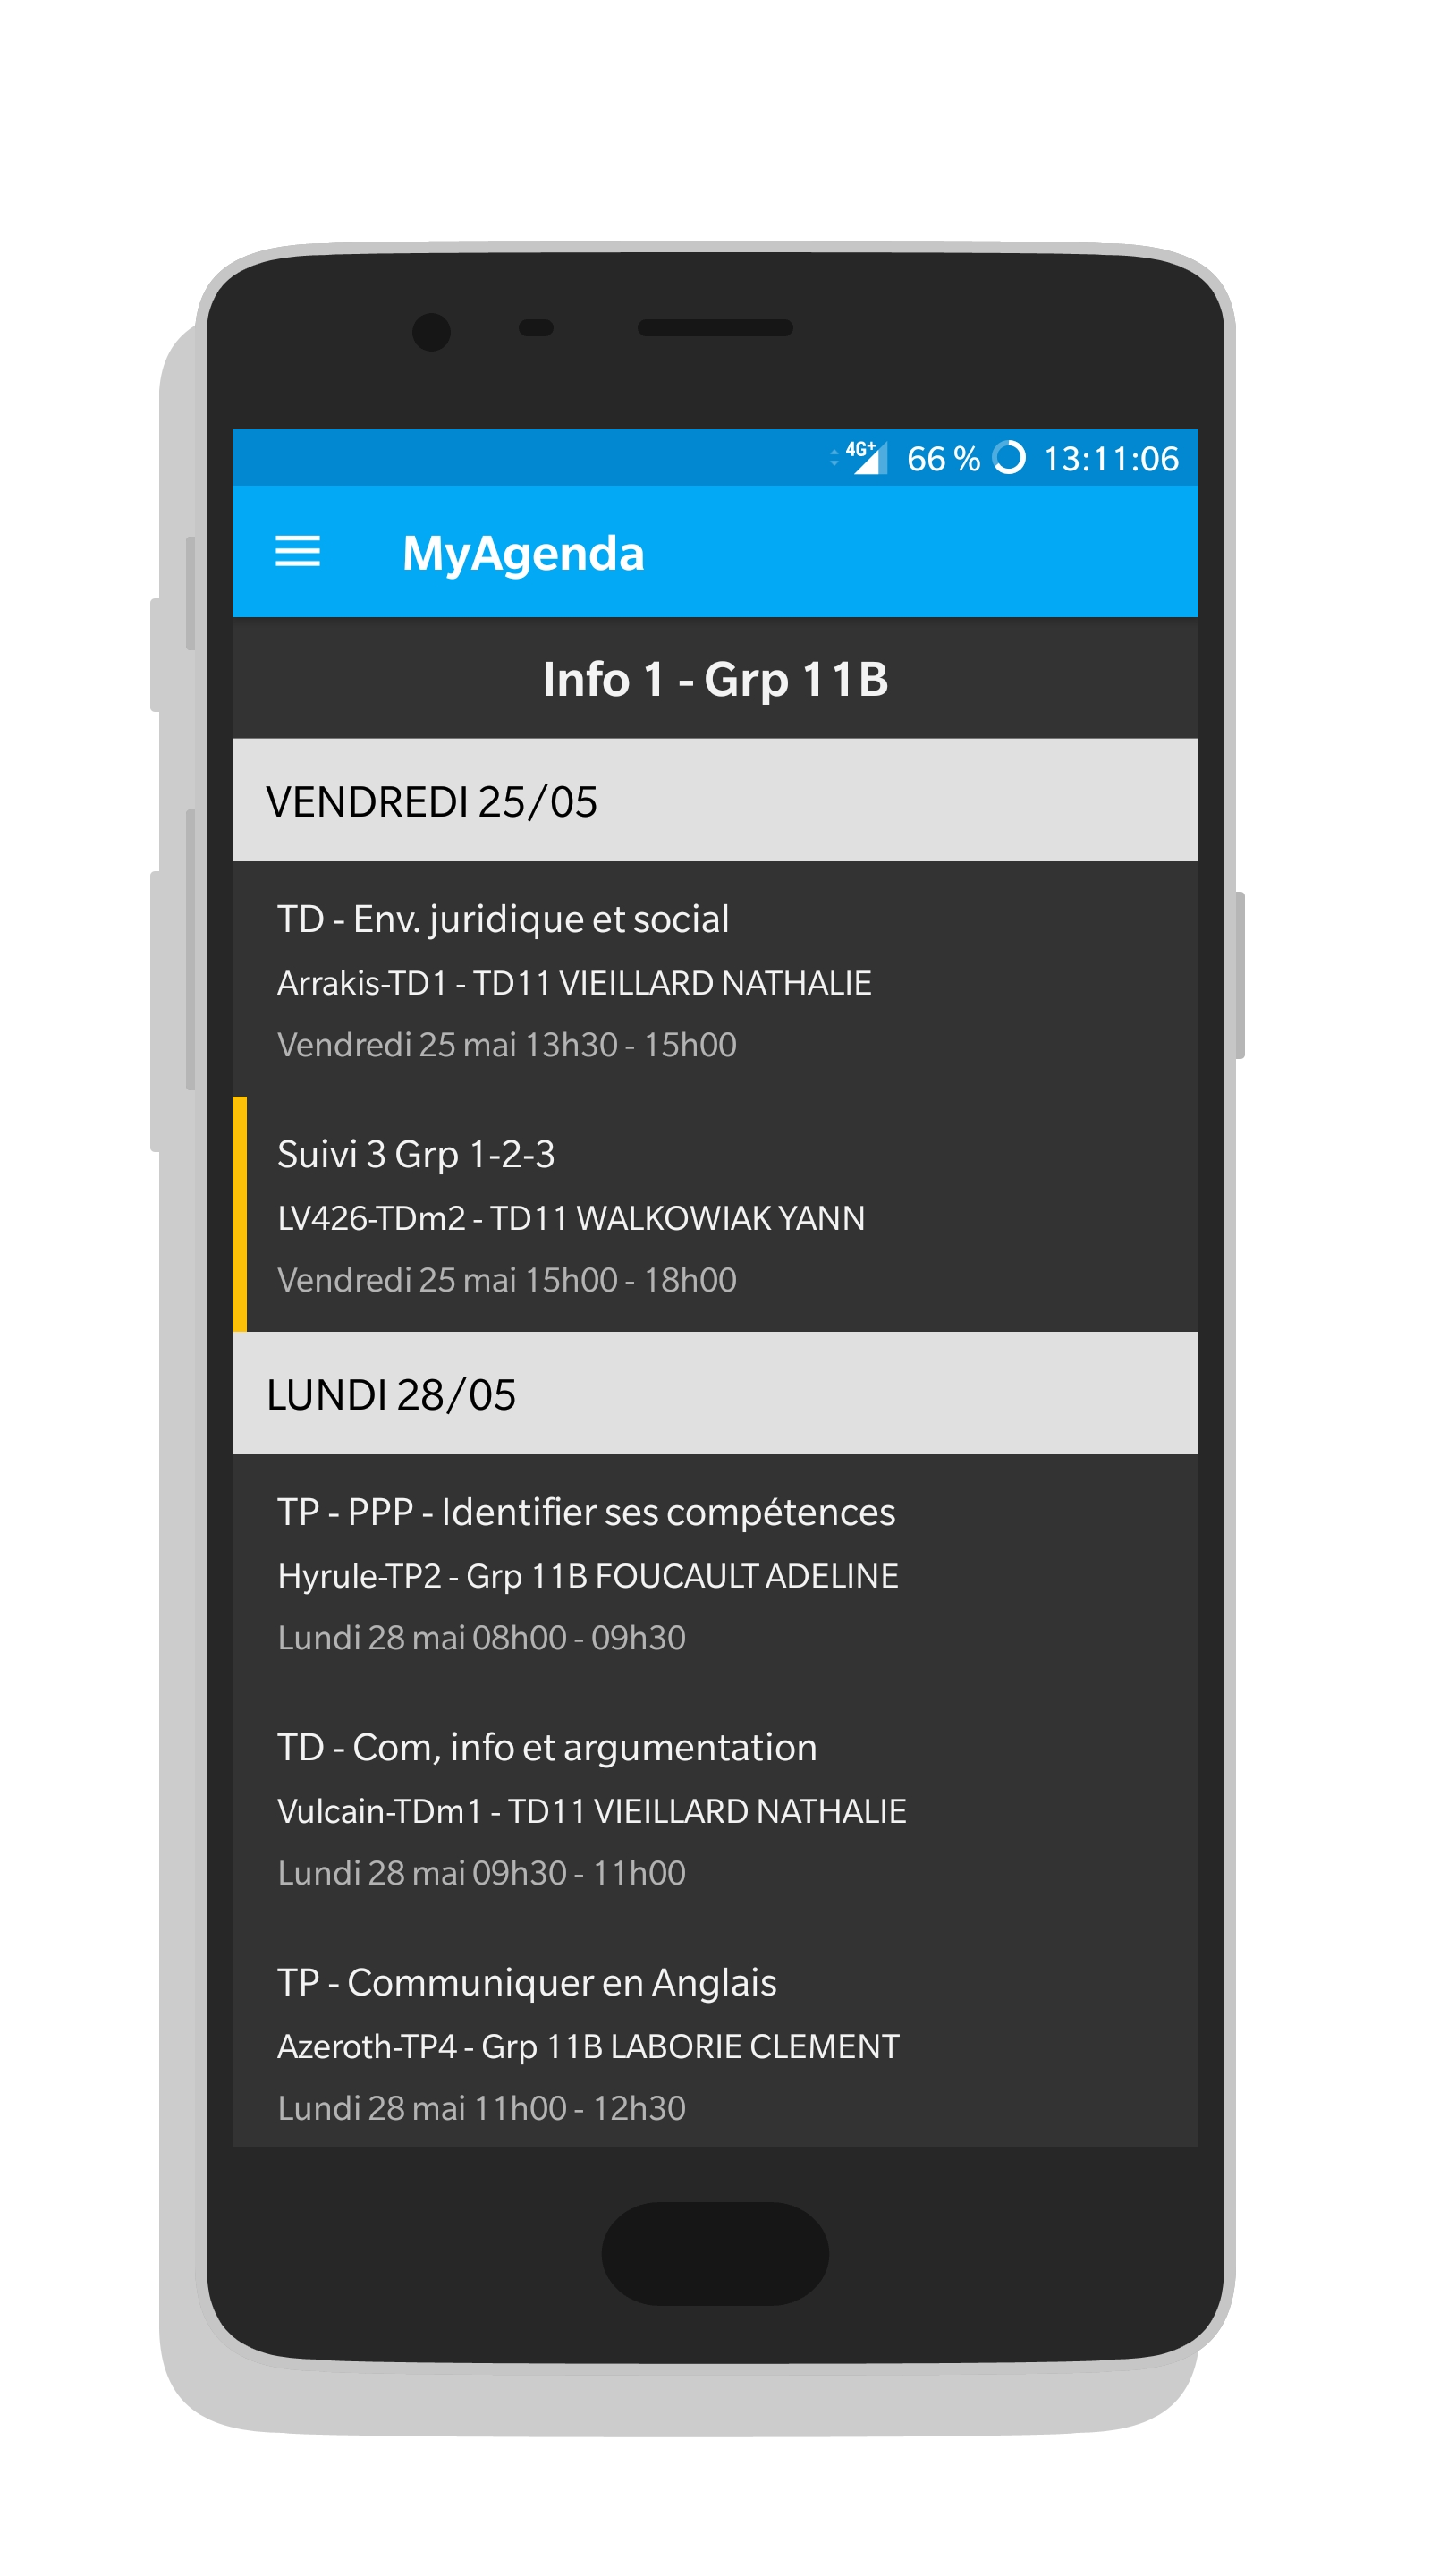 4G+ 66 % 13:11:06
MyAgenda
Info 1 - Grp 11B
VENDREDI 25/05
TD - Env. juridique et social
Arrakis-TD1 - TD11 VIEILLARD NATHALIE
Vendredi 25 mai 13h30 - 15h00
Suivi 3 Grp 1-2-3
LV426-TDm2 - TD11 WALKOWIAK YANN
Vendredi 25 mai 15h00 - 18h00
LUNDI 28/05
TP - PPP - Identifier ses compétences
Hyrule-TP2 - Grp 11B FOUCAULT ADELINE
Lundi 28 mai 08h00 - 09h30
TD - Com, info et argumentation
Vulcain-TDm1 - TD11 VIEILLARD NATHALIE
Lundi 28 mai 09h30 - 11h00
TP - Communiquer en Anglais
Azeroth-TP4 - Grp 11B LABORIE CLEMENT
Lundi 28 mai 11h00 - 12h30